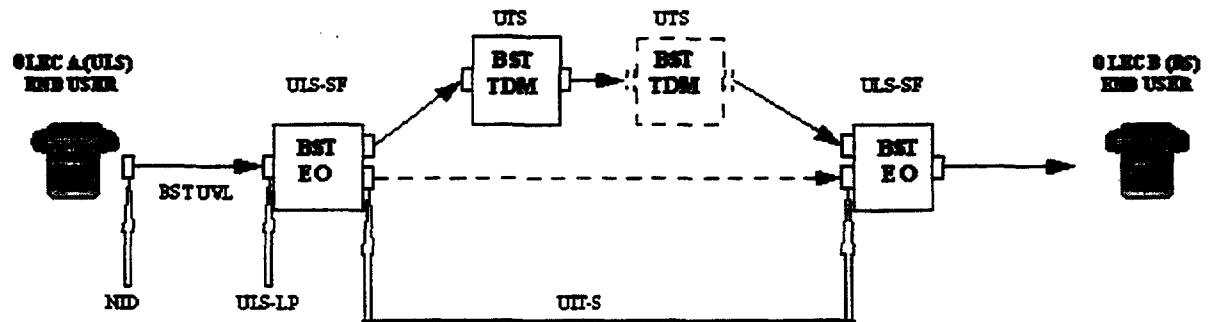 UTS
UTS
CLEC A (ULS)
END USER
ULS-SF
BST
TDM
BST
TDM
ULS-SF
CLEC B (RS)
END USER
BST
EO
BST
EO
BST UVL
NID
ULS-LP
UIT-S